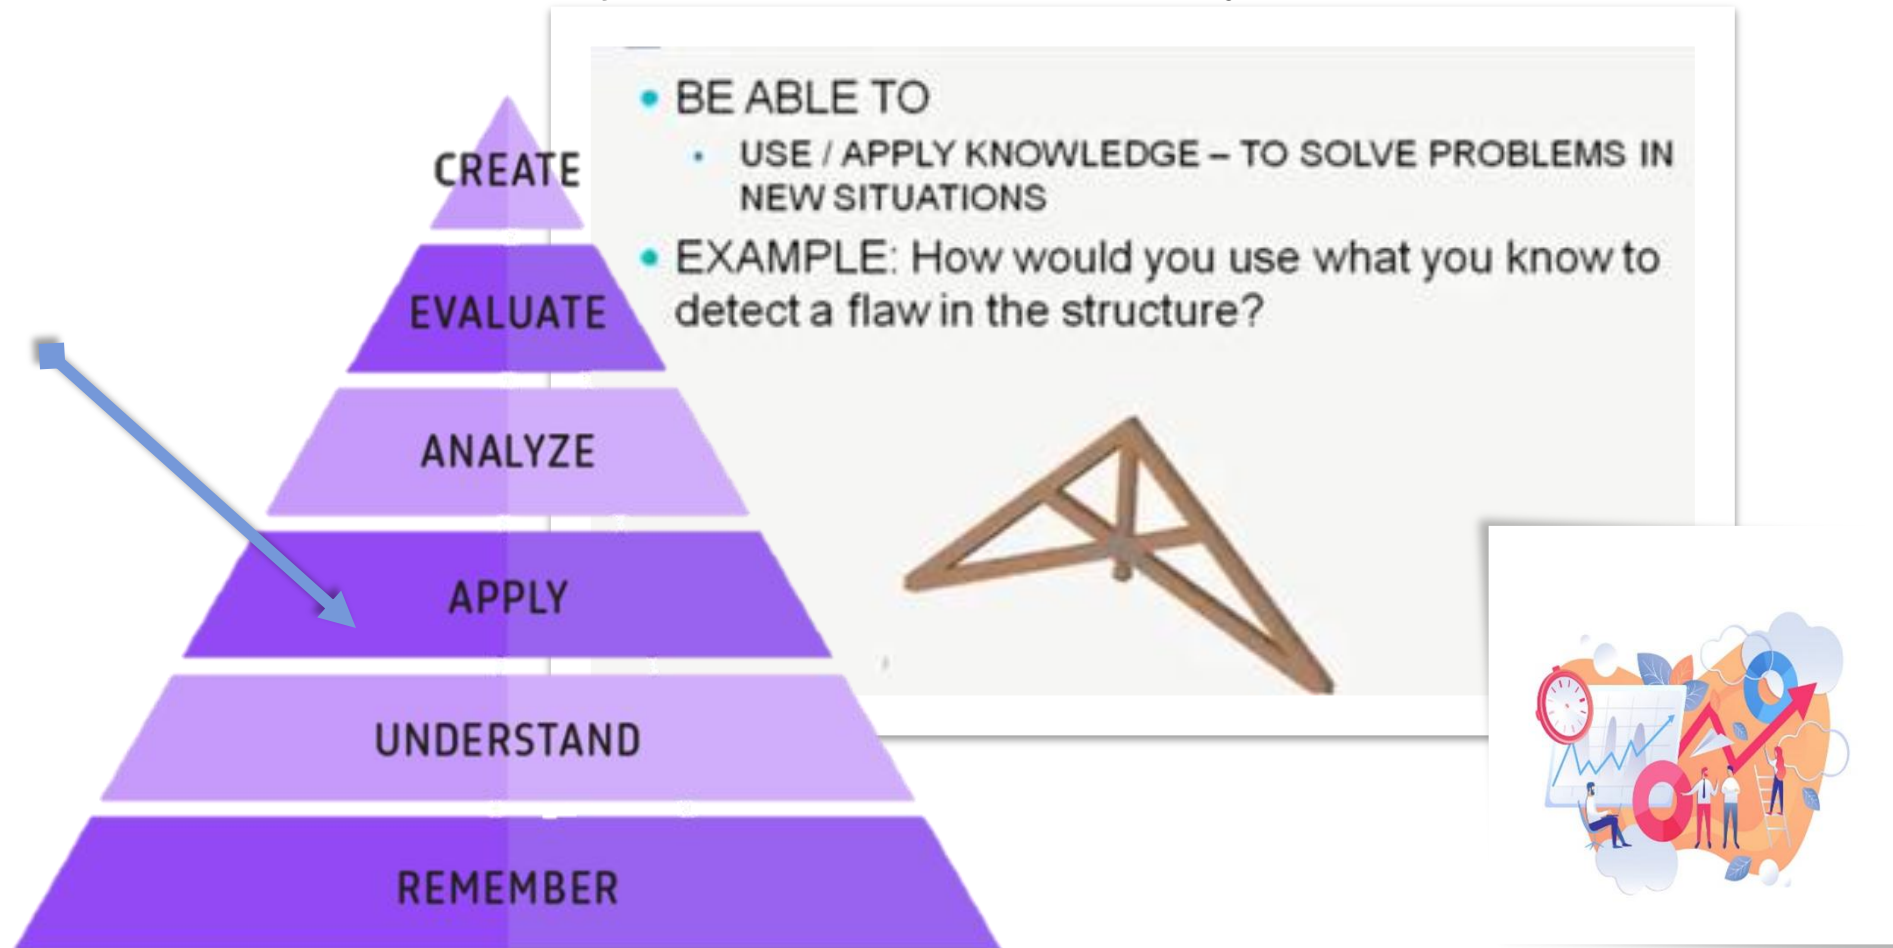 CREATE
EVALUATE
ANALYZE
APPLY
UNDERSTAND
REMEMBER
• BE ABLE TO
• USE / APPLY KNOWLEDGE – TO SOLVE PROBLEMS IN
NEW SITUATIONS
• EXAMPLE: How would you use what you know to
detect a flaw in the structure?